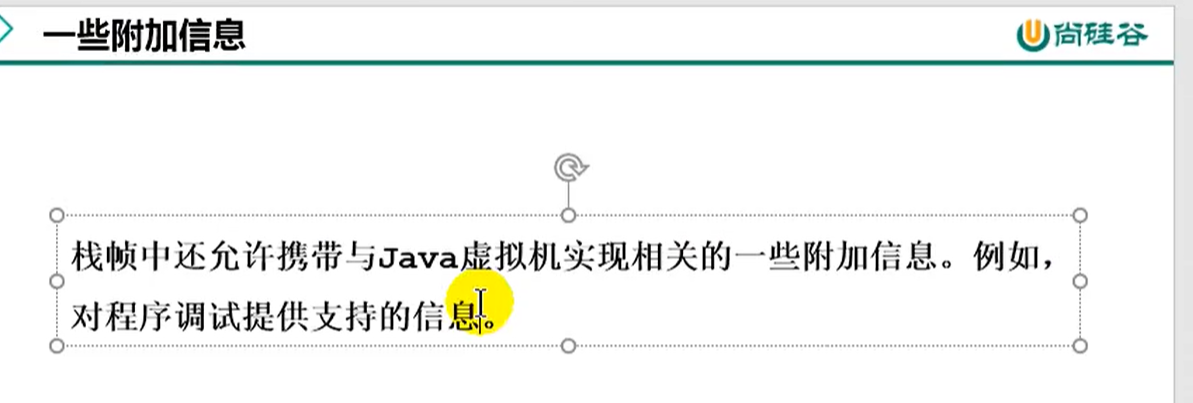 一些附加信息
尚硅谷
栈帧中还允许携带与Java虚拟机实现相关的一些附加信息。例如，
对程序调试提供支持的信息。